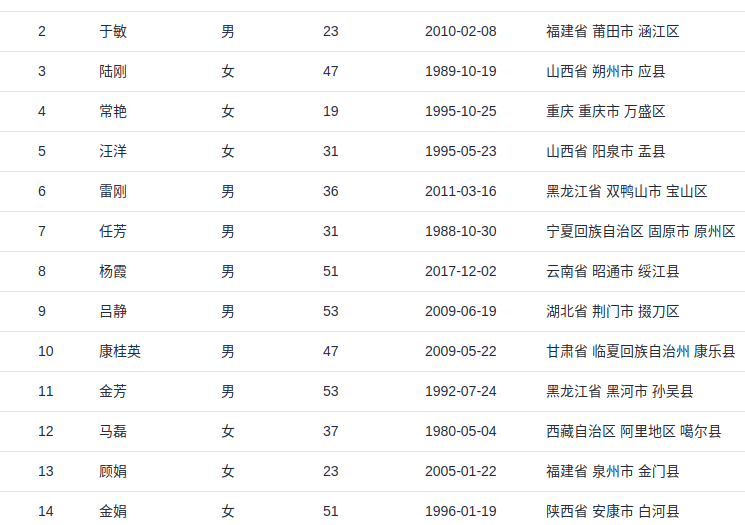 2 于敏 男 23 2010-02-08 福建省 莆田市 涵江区
3 陆刚 女 47 1989-10-19 山西省 朔州市 应县
4 常艳 女 19 1995-10-25 重庆 重庆市 万盛区
5 汪洋 女 31 1995-05-23 山西省 阳泉市 盂县
6 雷刚 男 36 2011-03-16 黑龙江省 双鸭山市 宝山区
7 任芳 男 31 1988-10-30 宁夏回族自治区 固原市 原州区
8 杨霞 男 51 2017-12-02 云南省 昭通市 绥江县
9 吕静 男 53 2009-06-19 湖北省 荆门市 掇刀区
10 康桂英 男 47 2009-05-22 甘肃省 临夏回族自治州 康乐县
11 金芳 男 53 1992-07-24 黑龙江省 黑河市 孙吴县
12 马磊 女 37 1980-05-04 西藏自治区 阿里地区 噶尔县
13 顾娟 女 23 2005-01-22 福建省 泉州市 金门县
14 金娟 女 51 1996-01-19 陕西省 安康市 白河县